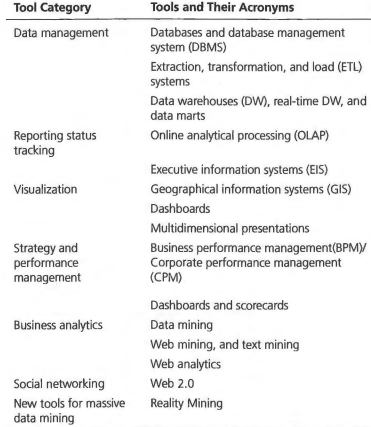 Tool Category Tools and Their Acronyms
Data management Databases and database management
system (DBMS)
Extraction, transformation, and load (ETL)
systems
Data warehouses (DW), real-time DW, and
data marts
Reporting status Online analytical processing (OLAP)
tracking
Executive information systems (EIS)
Visualization Geographical information systems (GIS)
Dashboards
Multidimensional presentations
Strategy and Business performance management(BPM)/
performance Corporate performance management
management (CPM)
Dashboards and scorecards
Business analytics Data mining
Web mining, and text mining
Web analytics
Social networking Web 2.0
New tools for massive Reality Mining
data mining